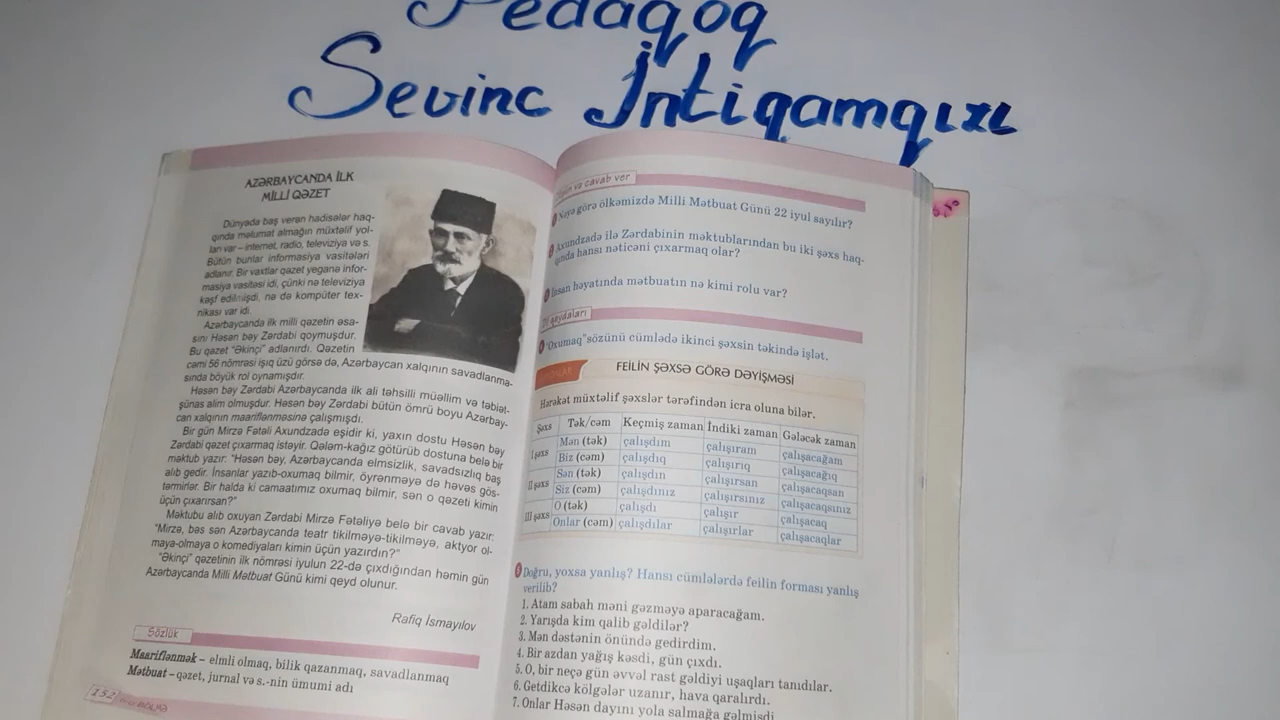 Pedaqoq
Sevinc İntiqamqızı
AZƏRBAYCANDA İLK
MİLLİ QƏZET
Dünyada baş verən hadisələr haq-
qında məlumat almağın müxtəlif yol-
ları var – internet, radio, televiziya və s.
Bütün bunlar informasiya vasitələri
adlanır. Bir vaxtlar qəzet yeganə infor-
masiya vasitəsi idi, çünki nə televiziya
kəşf edilmişdi, nə də kompüter tex-
nikası var idi.
Azərbaycanda ilk milli qəzetin əsa-
sını Həsən bəy Zərdabi qoymuşdur.
Bu qəzet "Əkinçi" adlanırdı. Qəzetin
cəmi 56 nömrəsi işıq üzü görsə də, Azərbaycan xalqının savadlanma-
sında böyük rol oynamışdır.
Həsən bəy Zərdabi Azərbaycanda ilk ali təhsilli müəllim və təbiət-
şünas alim olmuşdur. Həsən bəy Zərdabi bütün ömrü boyu Azərbay-
can xalqının maariflənməsinə çalışmışdı.
Bir gün Mirzə Fətəli Axundzadə eşidir ki, yaxın dostu Həsən bəy
Zərdabi qəzet çıxarmaq istəyir. Qələm-kağız götürüb dostuna belə bir
məktub yazır: "Həsən bəy, Azərbaycanda elmsizlik, savadsızlıq baş
alıb gedir. İnsanlar yazıb-oxumaq bilmir, öyrənməyə də həvəs gös-
tərmirlər. Bir halda ki camaatımız oxumaq bilmir, sən o qəzeti kimin
üçün çıxarırsan?"
Məktubu alıb oxuyan Zərdabi Mirzə Fətəliyə belə bir cavab yazır:
"Mirzə, bəs sən Azərbaycanda teatr tikilməyə-tikilməyə, aktyor ol-
maya-olmaya o komediyaları kimin üçün yazırdın?"
"Əkinçi" qəzetinin ilk nömrəsi iyulun 22-də çıxdığından həmin gün
Azərbaycanda Milli Mətbuat Günü kimi qeyd olunur.
Rafiq İsmayılov
Sözlük
Maariflənmək – elmli olmaq, bilik qazanmaq, savadlanmaq
Mətbuat – qəzet, jurnal və s.-nin ümumi adı
152
və cavab ver
Nəyə görə ölkəmizdə Milli Mətbuat Günü 22 iyul sayılır?
Axundzadə ilə Zərdabinin məktublarından bu iki şəxs haq-
qında hansı nəticəni çıxarmaq olar?
İnsan həyatında mətbuatın nə kimi rolu var?
Dil qaydaları
"Oxumaq" sözünü cümlədə ikinci şəxsin təkində işlət.
FEİLİN ŞƏXSƏ GÖRƏ DƏYİŞMƏSİ
Hərəkət müxtəlif şəxslər tərəfindən icra oluna bilər.
Şəxs Tək/cəm Keçmiş zaman İndiki zaman Gələcək zaman
I şəxs Mən (tək) çalışdım çalışıram çalışacağam
Biz (cəm) çalışdıq çalışırıq çalışacağıq
II şəxs Sən (tək) çalışdın çalışırsan çalışacaqsan
Siz (cəm) çalışdınız çalışırsınız çalışacaqsınız
III şəxs O (tək) çalışdı çalışır çalışacaq
Onlar (cəm) çalışdılar çalışırlar çalışacaqlar
Doğru, yoxsa yanlış? Hansı cümlələrdə feilin forması yanlış
verilib?
1. Atam sabah məni gəzməyə aparacağam.
2. Yarışda kim qalib gəldilər?
3. Mən dəstənin önündə gedirdim.
4. Bir azdan yağış kəsdi, gün çıxdı.
5. O, bir neçə gün əvvəl rast gəldiyi uşaqları tanıdılar.
6. Getdikcə kölgələr uzanır, hava qaralırdı.
7. Onlar Həsən dayını yola salmağa gəlmişdi